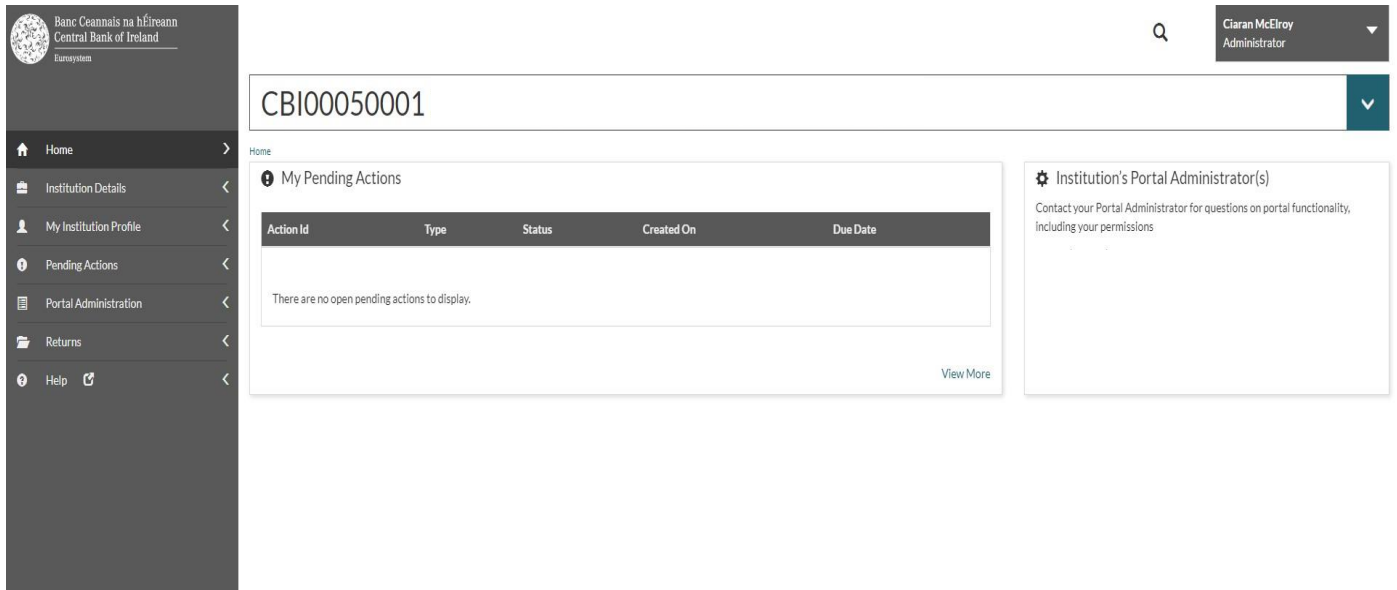 Banc Ceannais na hÉireann
Central Bank of Ireland
Eurosystem
Ciaran McElroy
Administrator
CBI00050001
Home
Institution Details
My Institution Profile
Pending Actions
Portal Administration
Returns
Help
Home
My Pending Actions
Action Id Type Status Created On Due Date
There are no open pending actions to display.
View More
Institution's Portal Administrator(s)
Contact your Portal Administrator for questions on portal functionality,
including your permissions